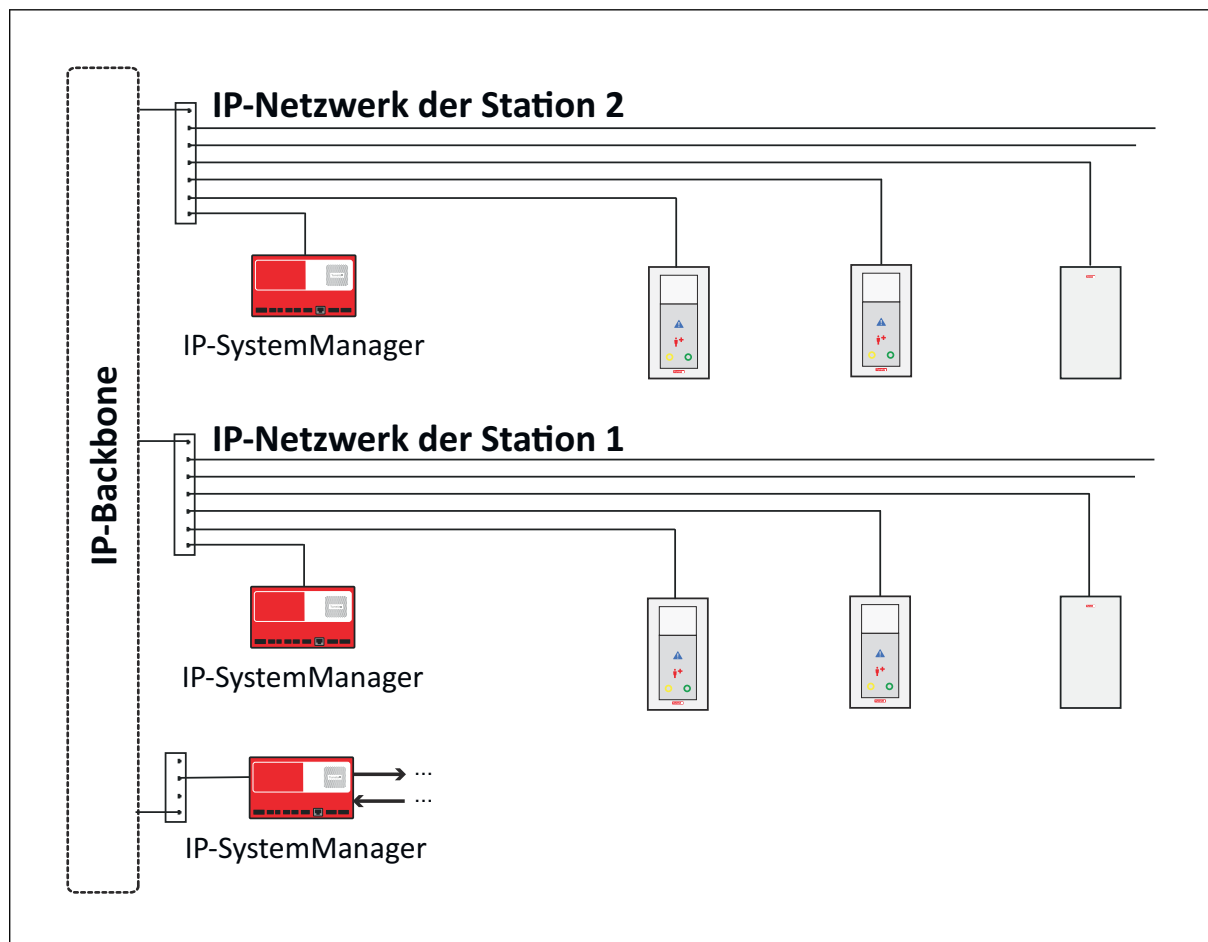 IP-Netzwerk der Station 2
IP-SystemManager
IP-Backbone
IP-Netzwerk der Station 1
IP-SystemManager
...
...
IP-SystemManager